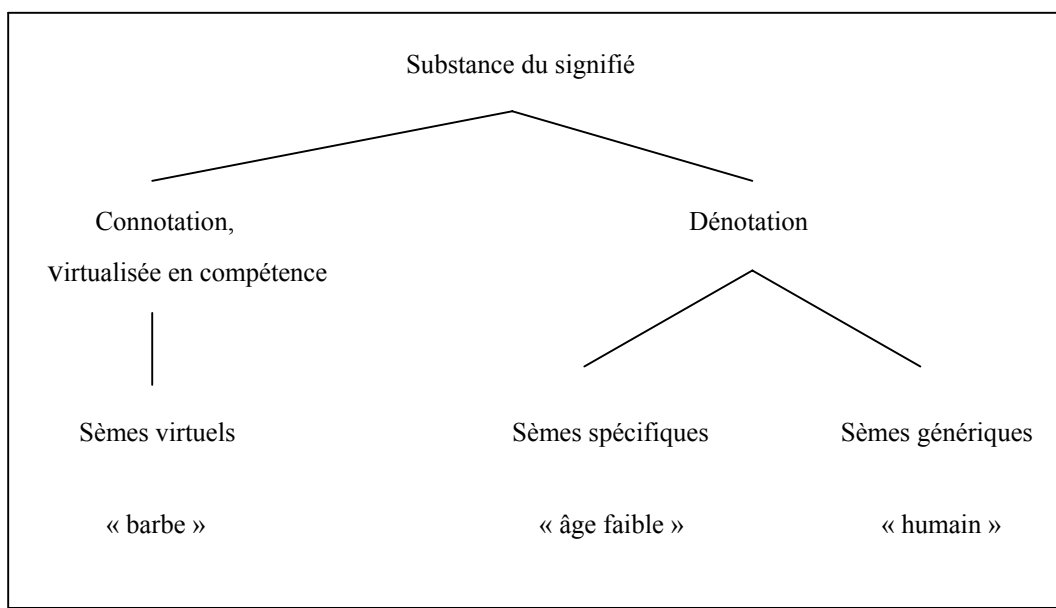 Substance du signifié
Connotation,
virtualisée en compétence
Dénotation
Sèmes virtuels
Sèmes spécifiques
Sèmes génériques
« barbe »
« âge faible »
« humain »